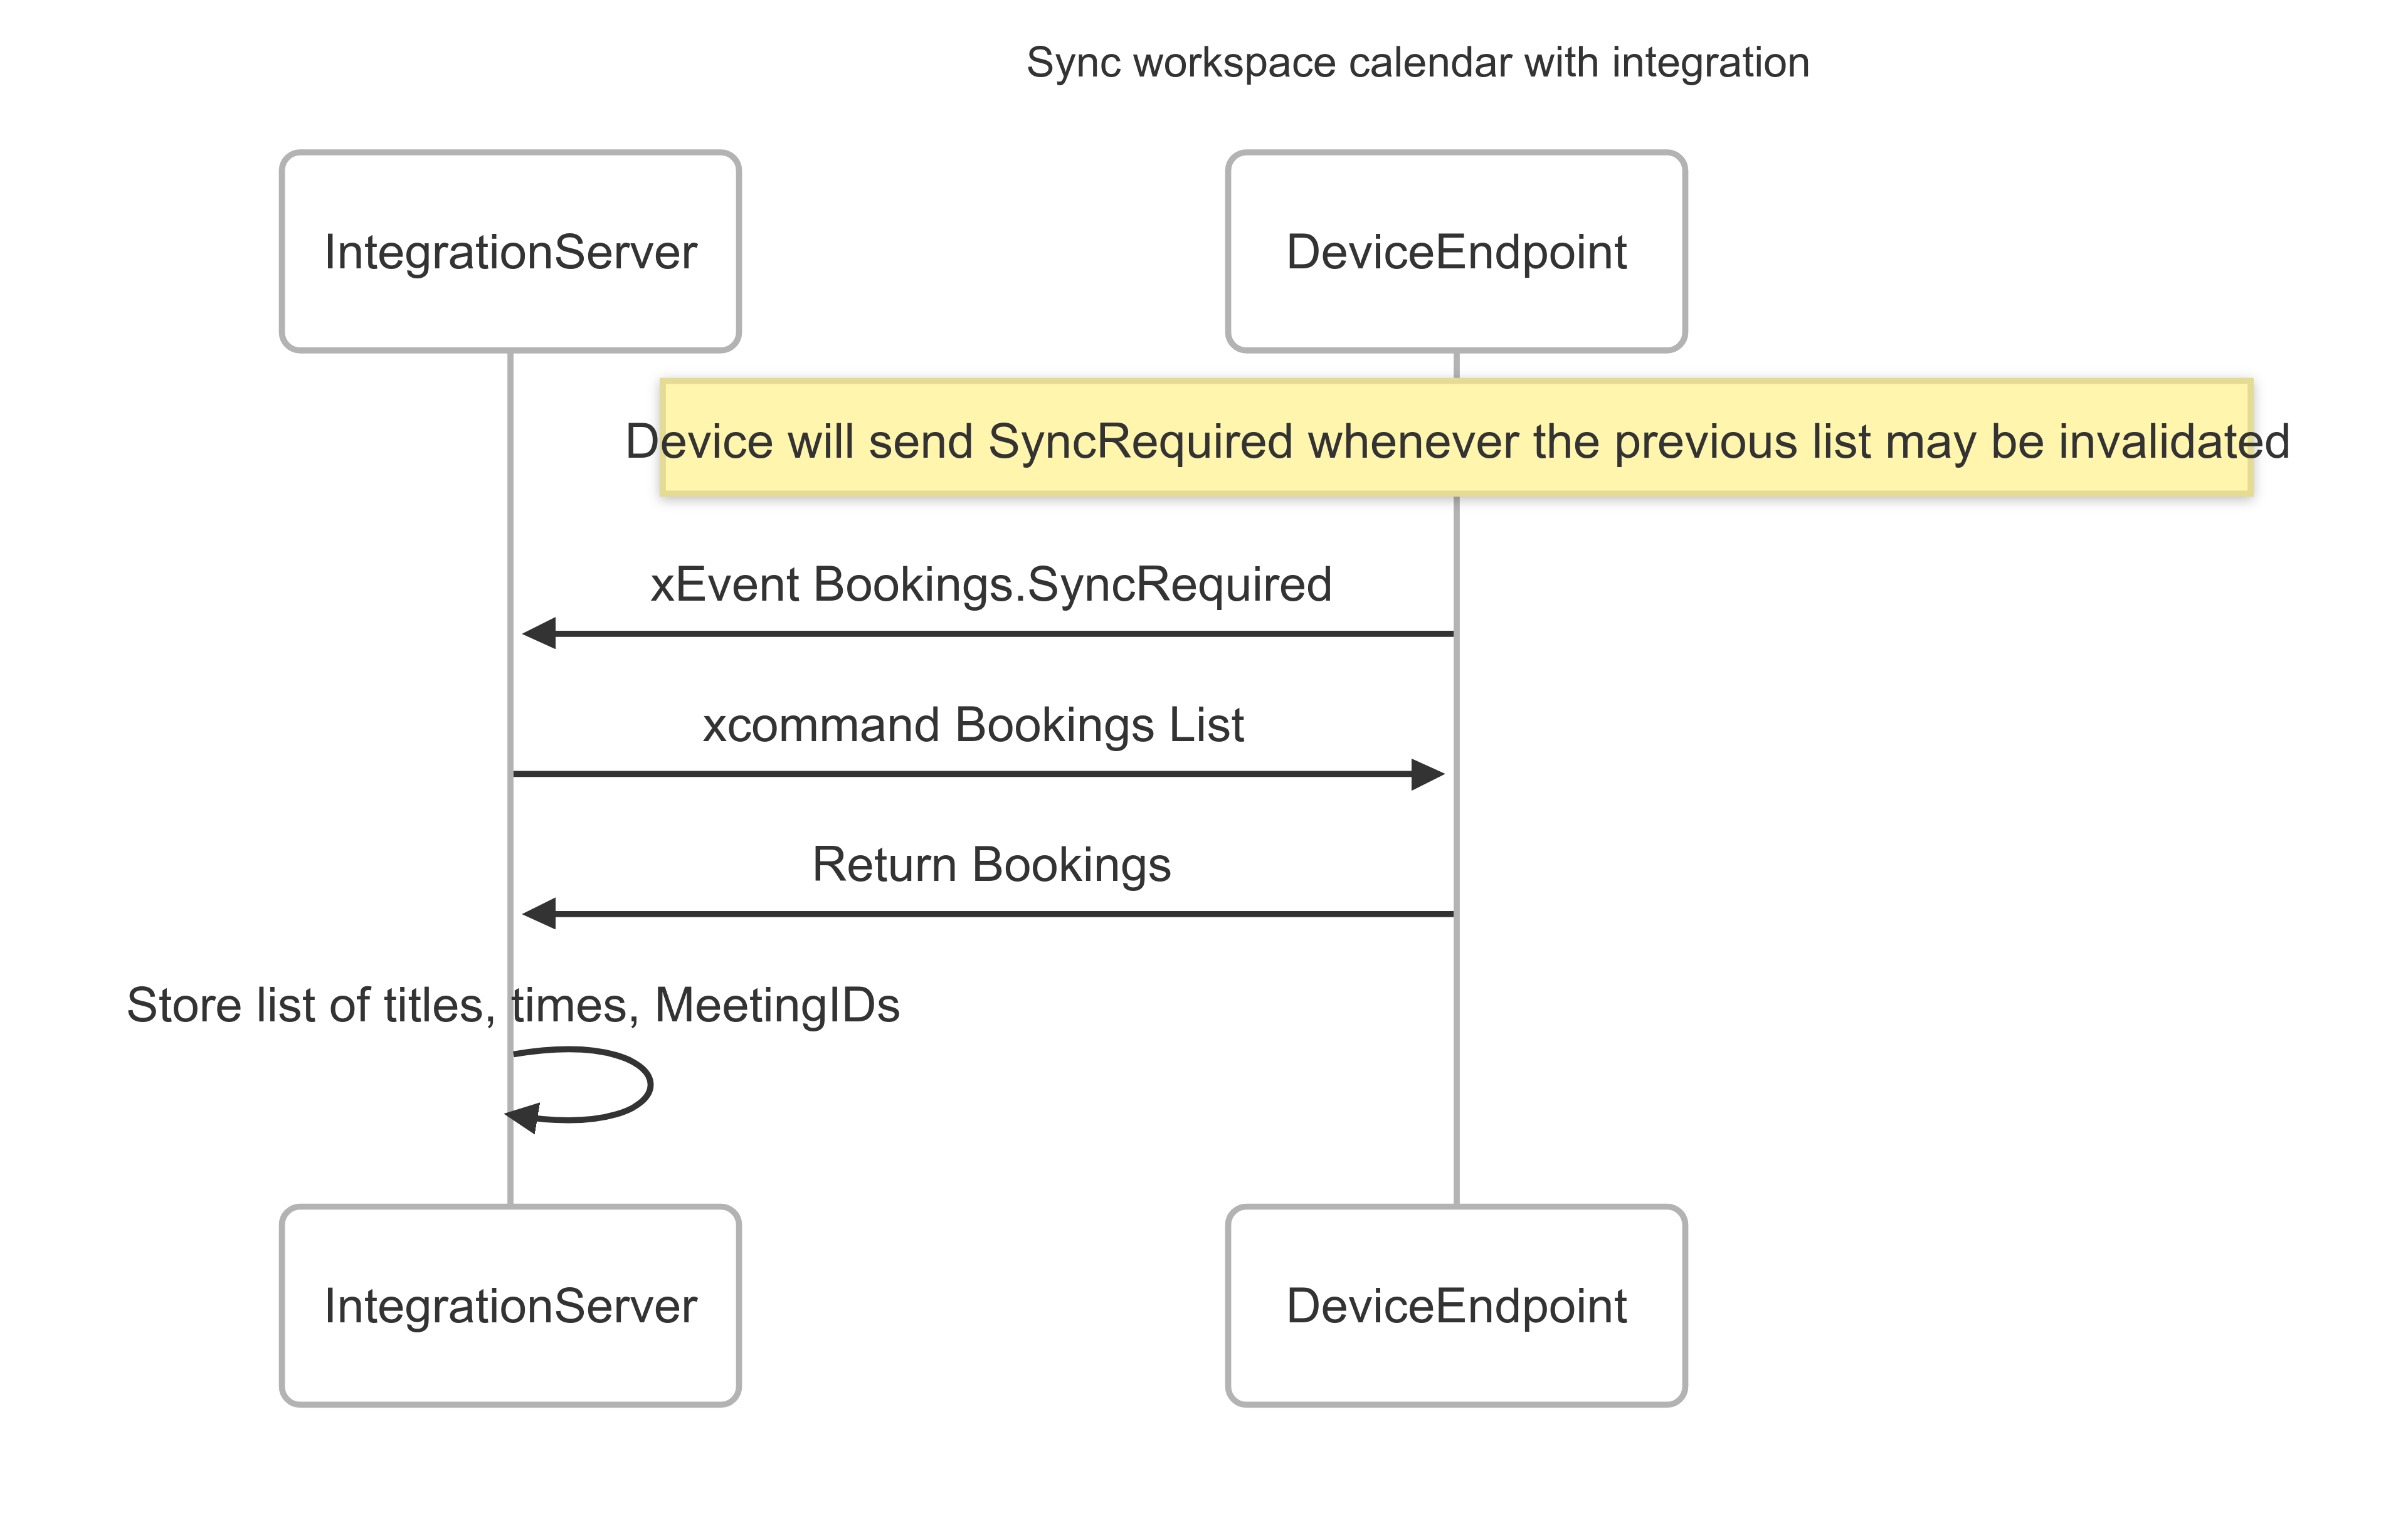 Sync workspace calendar with integration
IntegrationServer
DeviceEndpoint
Device will send SyncRequired whenever the previous list may be invalidated
xEvent Bookings.SyncRequired
xcommand Bookings List
Return Bookings
Store list of titles, times, MeetingIDs
IntegrationServer
DeviceEndpoint